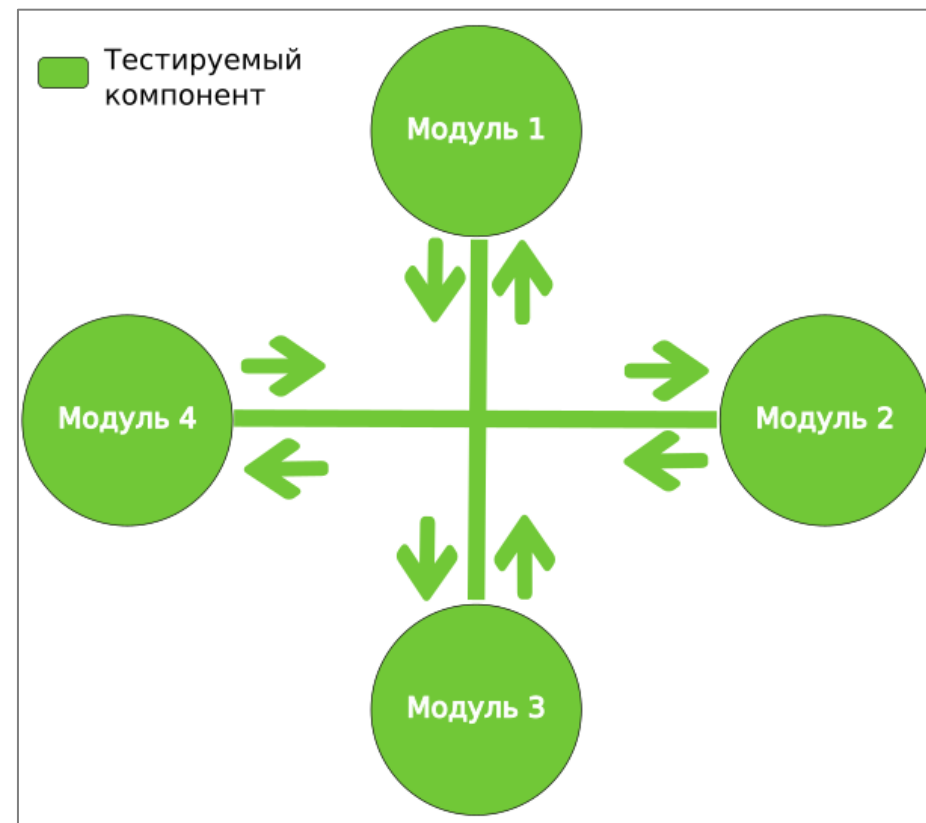 Тестируемый
компонент
Модуль 1
Модуль 4
Модуль 2
Модуль 3